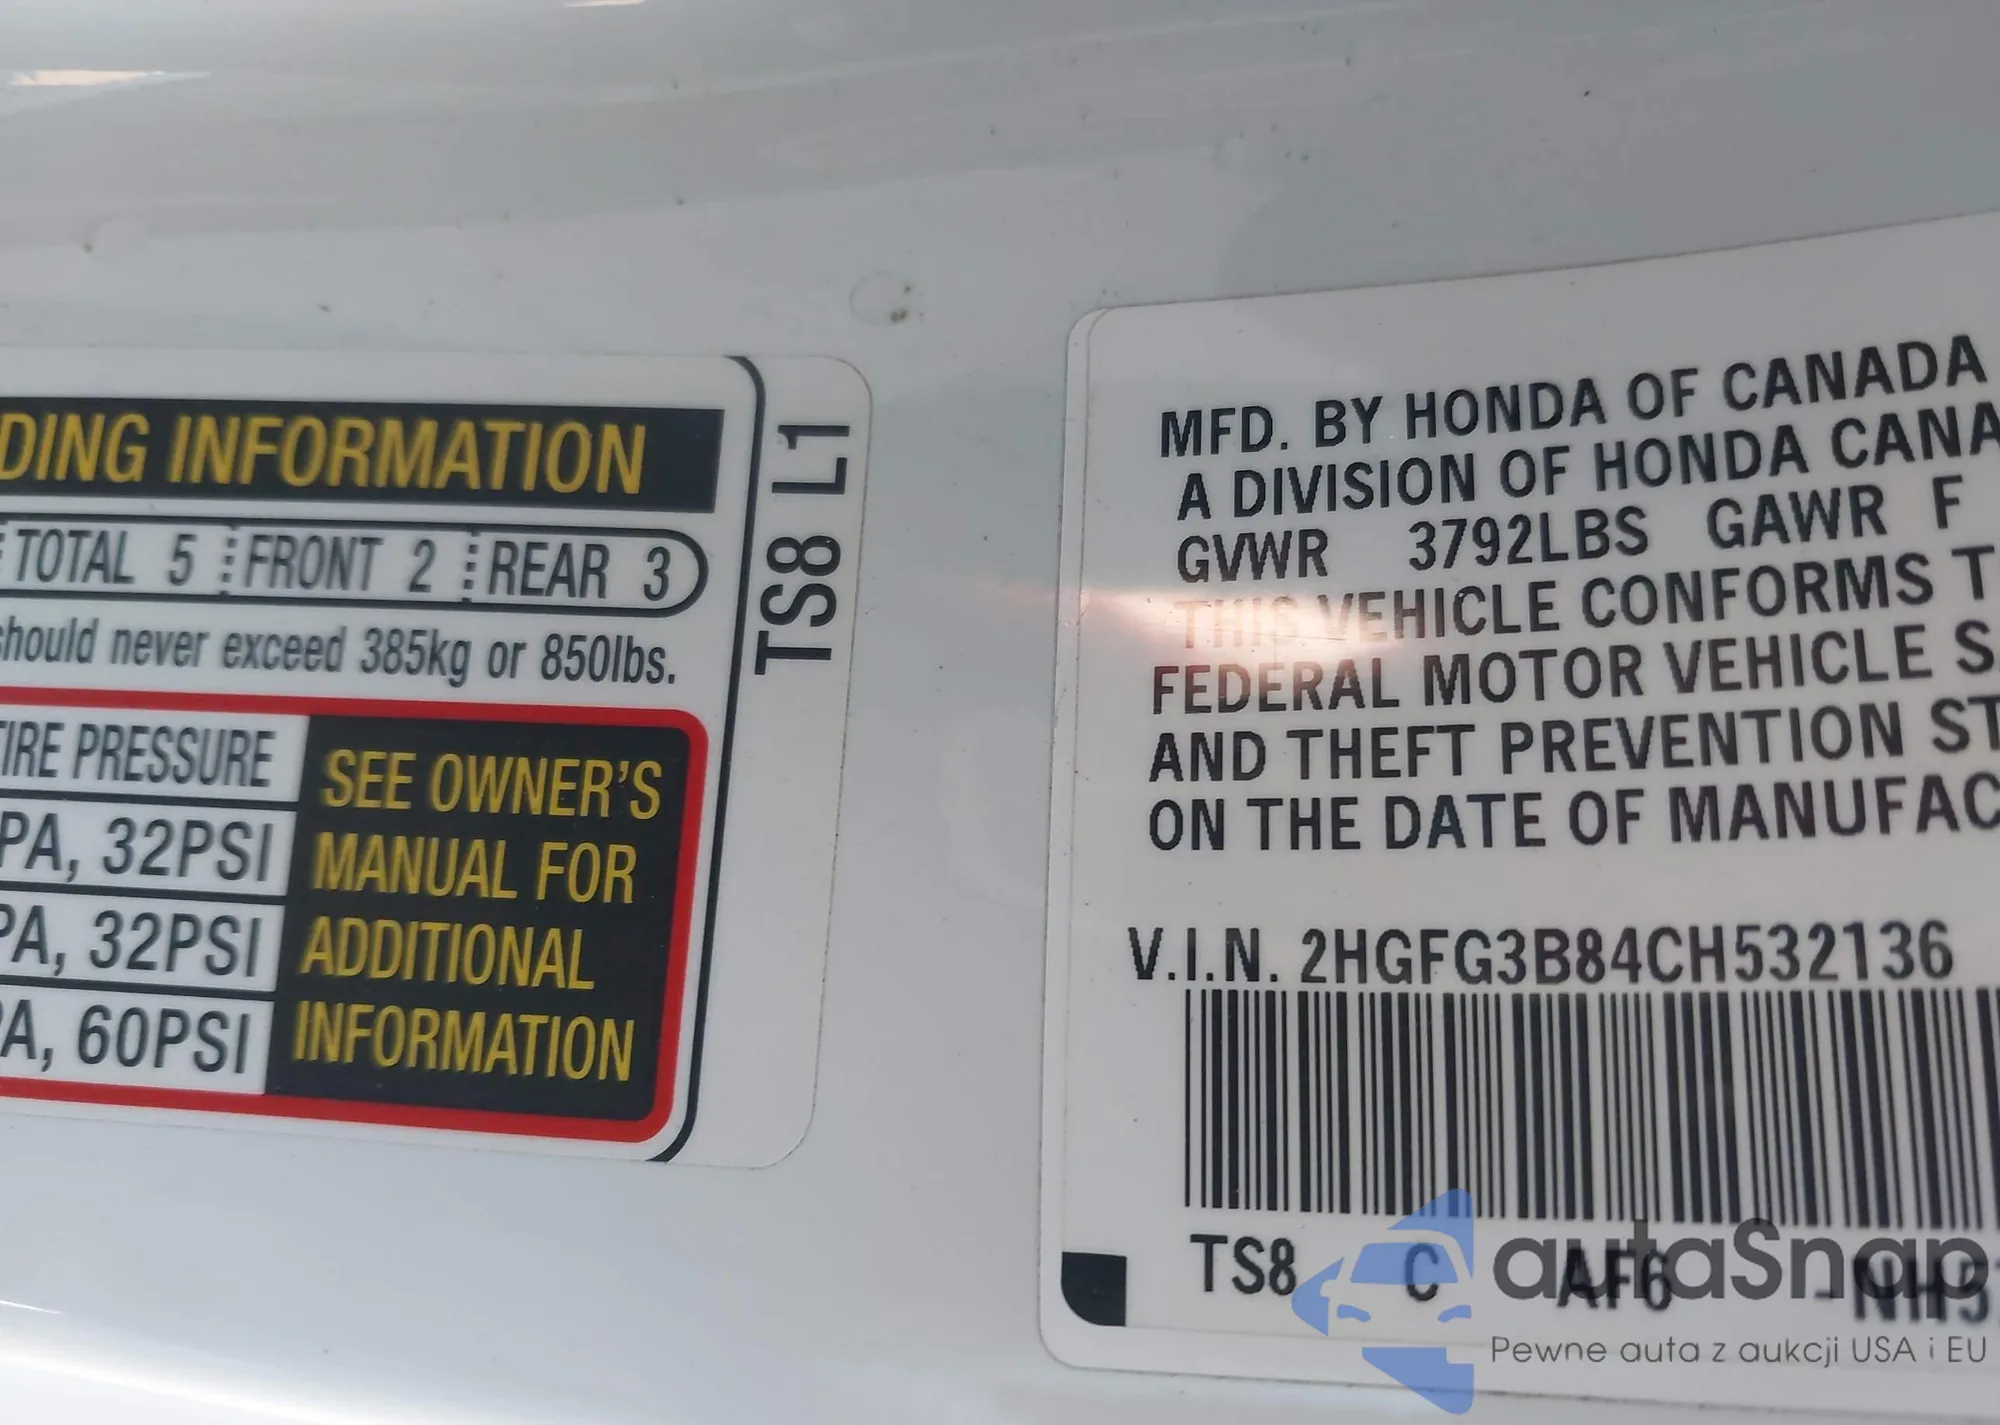 DING INFORMATION
TOTAL 5 FRONT 2 REAR 3
should never exceed 385kg or 850lbs.
TIRE PRESSURE
PA, 32PSI
PA, 32PSI
A, 60PSI
SEE OWNER'S
MANUAL FOR
ADDITIONAL
INFORMATION
TS8 L1
MFD. BY HONDA OF CANADA
A DIVISION OF HONDA CANA
GVWR 3792LBS GAWR F
THIS VEHICLE CONFORMS T
FEDERAL MOTOR VEHICLE S
AND THEFT PREVENTION ST
ON THE DATE OF MANUFAC
V.I.N. 2HGFG3B84CH532136
TS8 C AF6 -NH5
autaSnap
Pewne auta z aukcji USA i EU